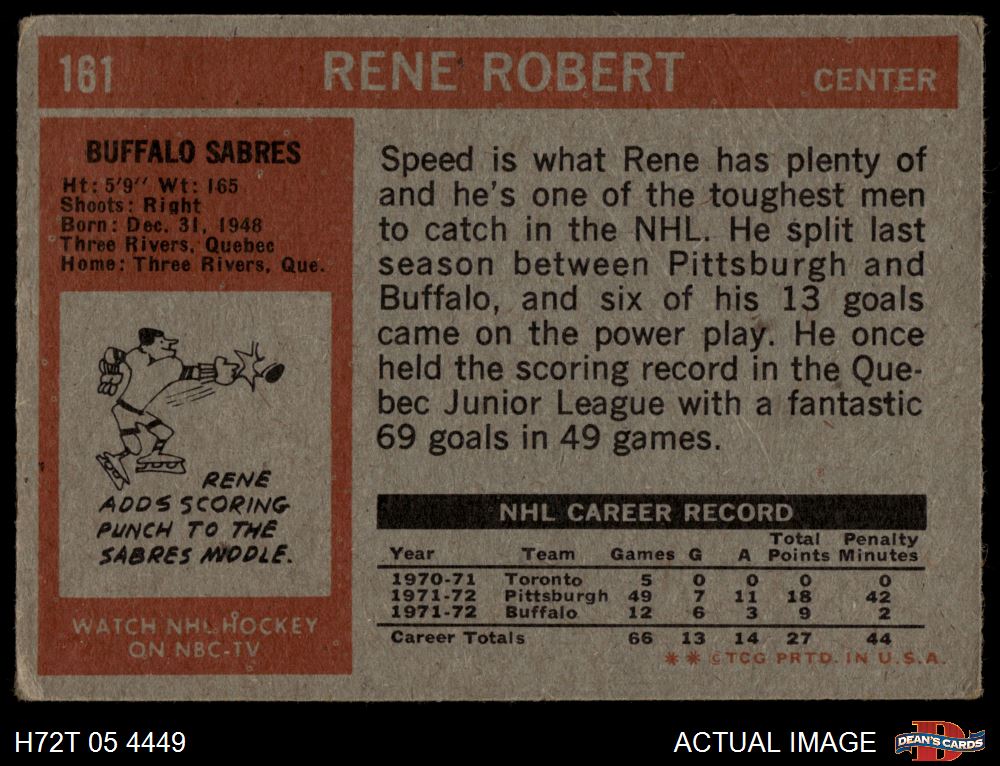 161 RENE ROBERT CENTER
BUFFALO SABRES
Ht: 5'9" Wt: 165
Shoots: Right
Born: Dec. 31, 1948
Three Rivers, Quebec
Home: Three Rivers, Que.
RENE
ADDS SCORING
PUNCH TO THE
SABRES MIDDLE.
WATCH NHL HOCKEY
ON NBC-TV
Speed is what Rene has plenty of
and he's one of the toughest men
to catch in the NHL. He split last
season between Pittsburgh and
Buffalo, and six of his 13 goals
came on the power play. He once
held the scoring record in the Que-
bec Junior League with a fantastic
69 goals in 49 games.
NHL CAREER RECORD
Year Team Games G A Total Points Penalty Minutes
1970-71 Toronto 5 0 0 0 0
1971-72 Pittsburgh 49 7 11 18 42
1971-72 Buffalo 12 6 3 9 2
Career Totals 66 13 14 27 44
** ©TCG PRTD. IN U.S.A.
H72T 05 4449
ACTUAL IMAGE
D
DEAN'S CARDS